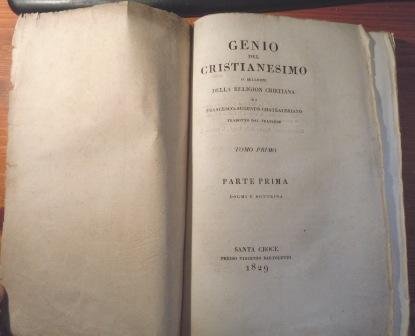 GENIO
DEL
CRISTIANESIMO
O BELLEZZE
DELLA RELIGION CRISTIANA
DI
FRANCESCO AUGUSTO CHATEAUBRIAND
TRADOTTO DAL FRANCESE
TOMO PRIMO
PARTE PRIMA
DOGMI E DOTTRINA
SANTA CROCE
PRESSO VINCENZO BARTOLETTI
1829